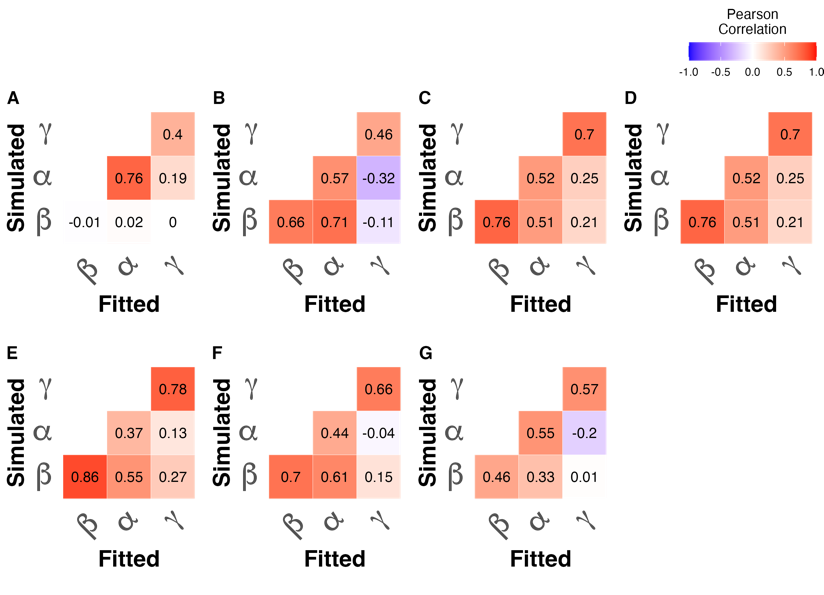 Pearson
Correlation
-1.0 -0.5 0.0 0.5 1.0
A B C D
Simulated
γ 0.4
α 0.76 0.19
β -0.01 0.02 0
β α γ
Fitted
Simulated
γ 0.46
α 0.57 -0.32
β 0.66 0.71 -0.11
β α γ
Fitted
Simulated
γ 0.7
α 0.52 0.25
β 0.76 0.51 0.21
β α γ
Fitted
Simulated
γ 0.7
α 0.52 0.25
β 0.76 0.51 0.21
β α γ
Fitted
E F G
Simulated
γ 0.78
α 0.37 0.13
β 0.86 0.55 0.27
β α γ
Fitted
Simulated
γ 0.66
α 0.44 -0.04
β 0.7 0.61 0.15
β α γ
Fitted
Simulated
γ 0.57
α 0.55 -0.2
β 0.46 0.33 0.01
β α γ
Fitted